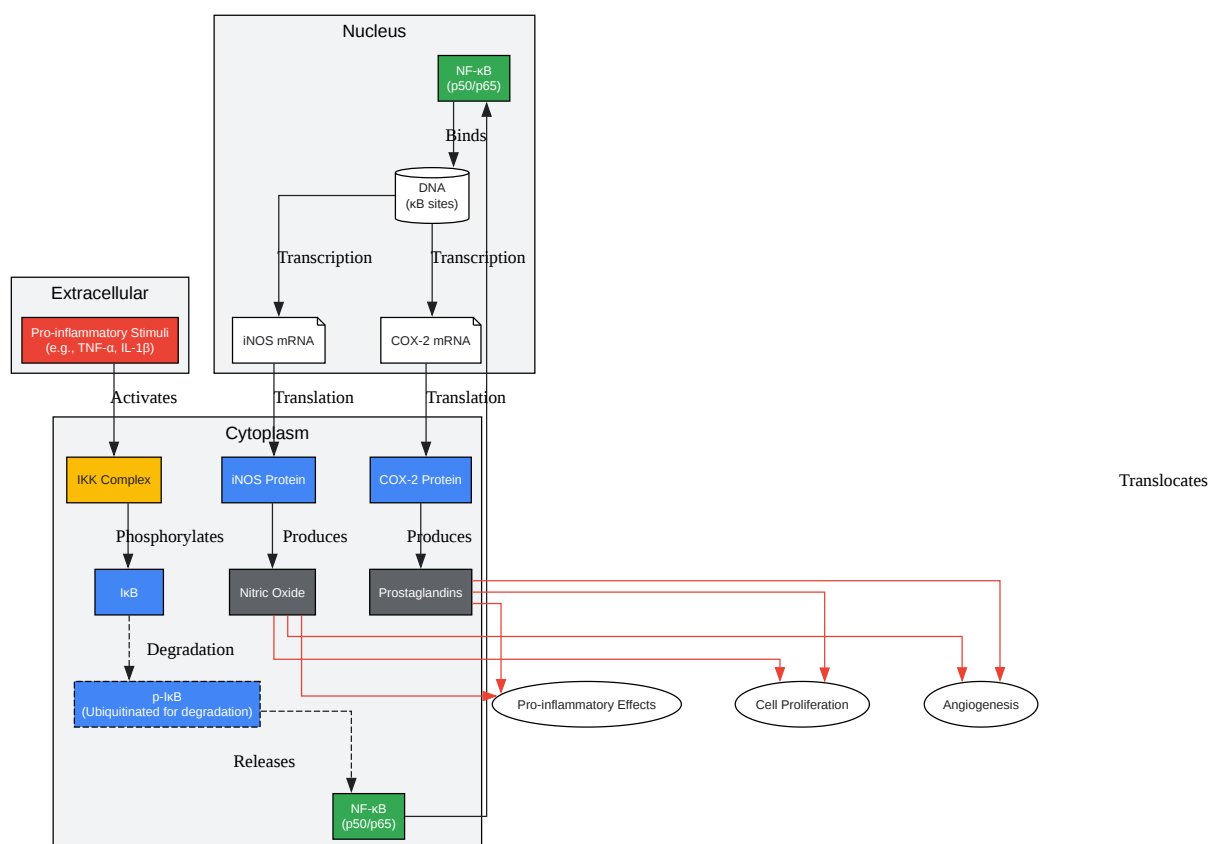 Nucleus
NF-κB
(p50/p65)
Binds
DNA
(κB sites)
Transcription
Transcription
Extracellular
Pro-inflammatory Stimuli
(e.g., TNF-α, IL-1β)
iNOS mRNA
COX-2 mRNA
Activates
Translation
Translation
Cytoplasm
IKK Complex
iNOS Protein
COX-2 Protein
Translocates
Phosphorylates
Produces
Produces
IκB
Nitric Oxide
Prostaglandins
Degradation
p-IκB
(Ubiquitinated for degradation)
Pro-inflammatory Effects
Cell Proliferation
Angiogenesis
Releases
NF-κB
(p50/p65)